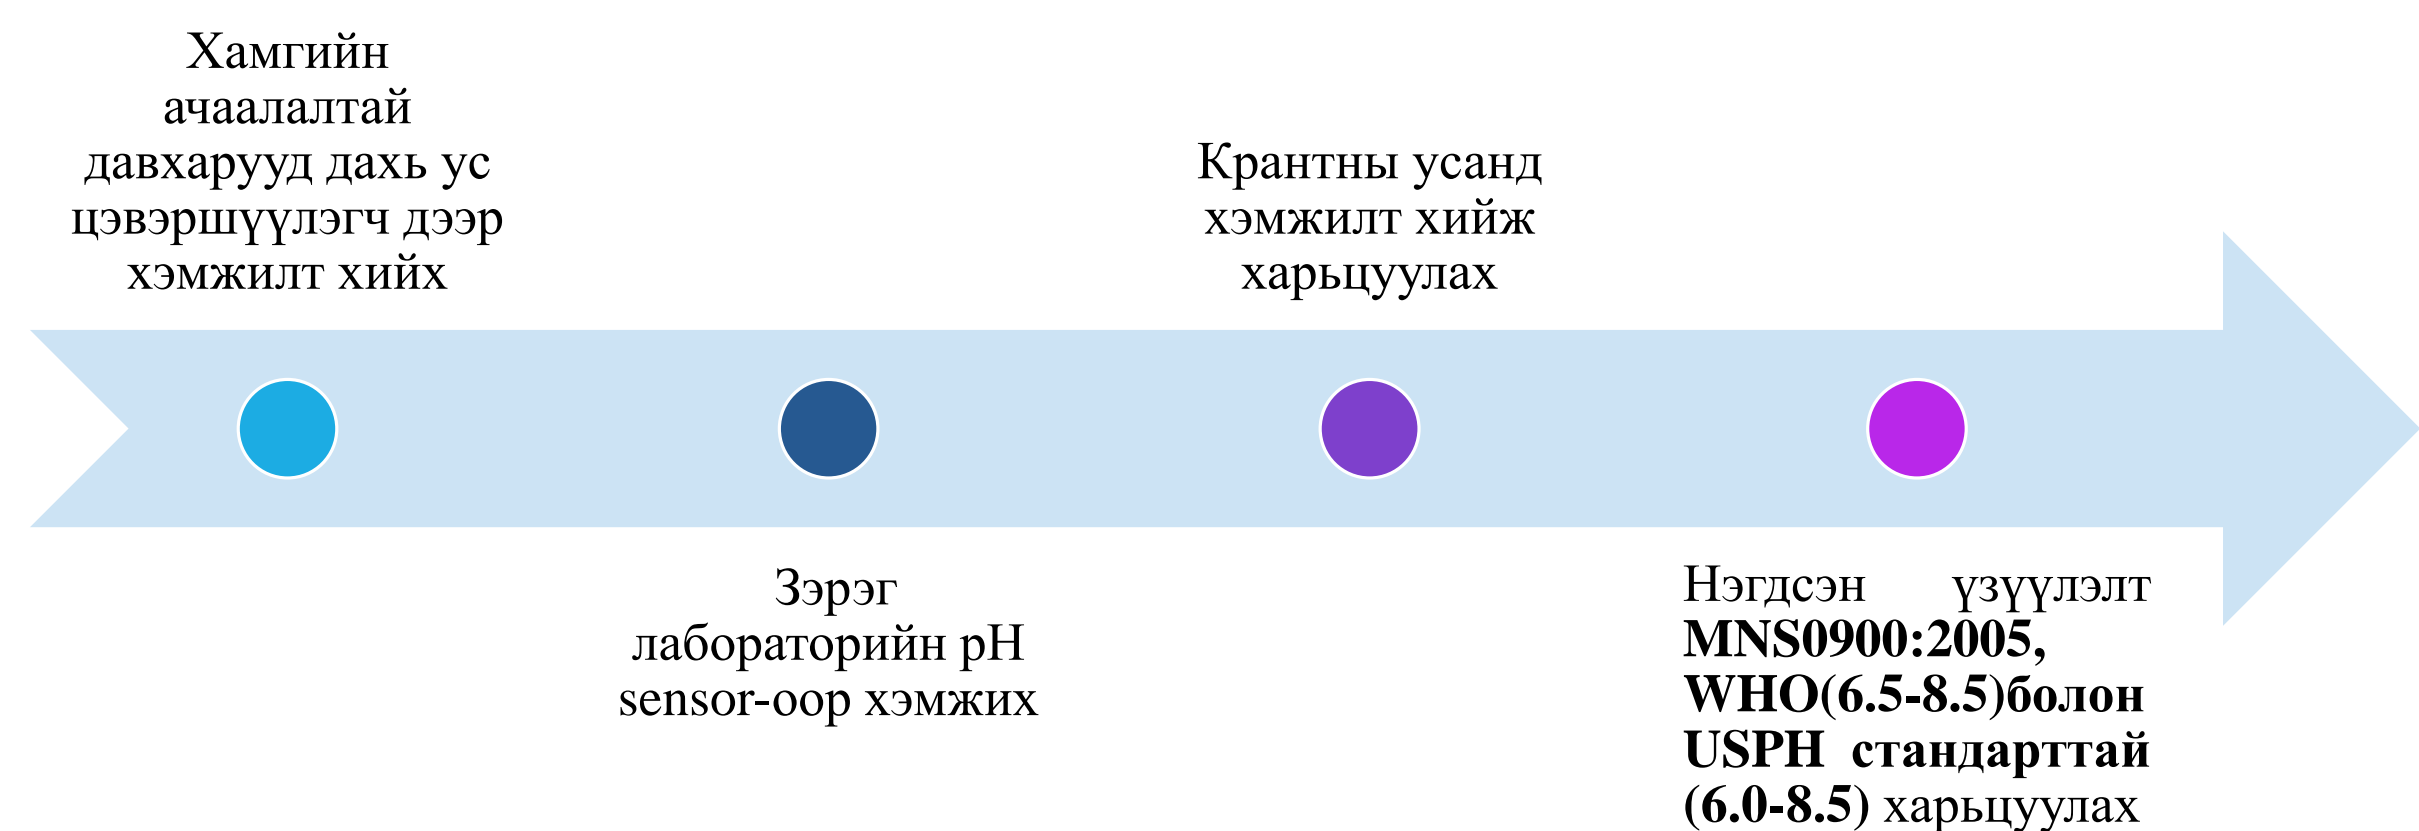 Хамгийн
ачаалалтай
давхарууд дахь ус
цэвэршүүлэгч дээр
хэмжилт хийх
Зэрэг
лабораторийн pH
sensor-оор хэмжих
Крантны усанд
хэмжилт хийж
харьцуулах
Нэгдсэн үзүүлэлт
MNS0900:2005,
WHO(6.5-8.5)болон
USPH стандарттай
(6.0-8.5) харьцуулах